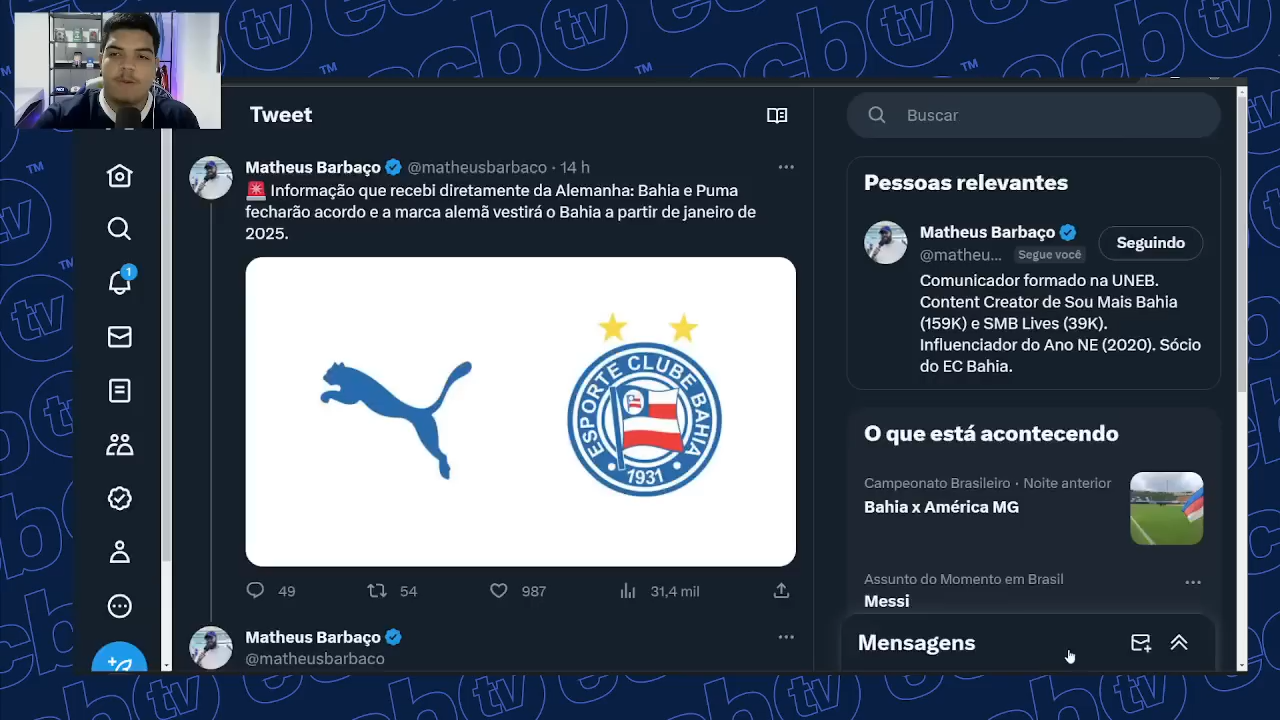 Tweet
Matheus Barbaço @matheusbarbaco · 14 h
Informação que recebi diretamente da Alemanha: Bahia e Puma
fecharão acordo e a marca alemã vestirá o Bahia a partir de janeiro de
2025.
ESPORTE CLUBE BAHIA
1931
49 54 987 31,4 mil
Matheus Barbaço
@matheusbarbaco
1
Buscar
Pessoas relevantes
Matheus Barbaço
@matheu... Segue você
Seguindo
Comunicador formado na UNEB.
Content Creator de Sou Mais Bahia
(159K) e SMB Lives (39K).
Influenciador do Ano NE (2020). Sócio
do EC Bahia.
O que está acontecendo
Campeonato Brasileiro · Noite anterior
Bahia x América MG
Assunto do Momento em Brasil
Messi
Mensagens
ecbtv
TM